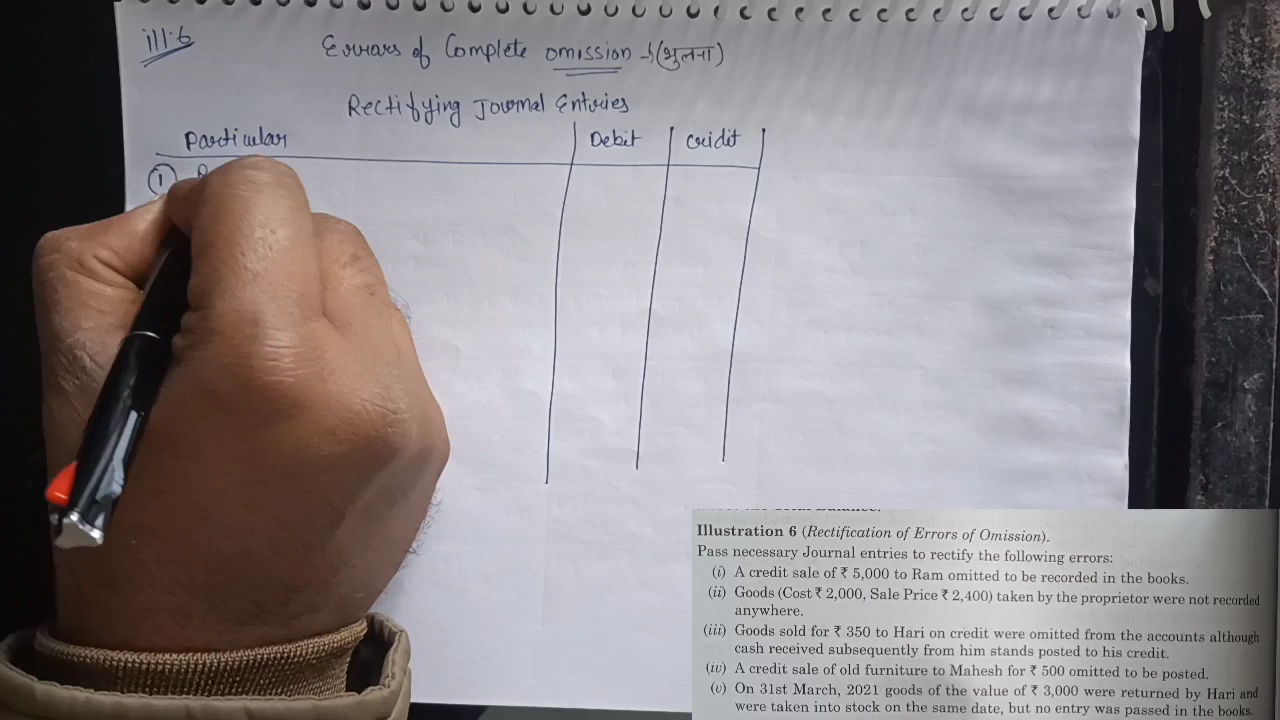 ill.6
Errors of Complete omission → (भुलना)
Rectifying Journal Entries
Particular Debit Cridit
①
Illustration 6 (Rectification of Errors of Omission).
Pass necessary Journal entries to rectify the following errors:
(i) A credit sale of ₹ 5,000 to Ram omitted to be recorded in the books.
(ii) Goods (Cost ₹ 2,000, Sale Price ₹ 2,400) taken by the proprietor were not recorded
anywhere.
(iii) Goods sold for ₹ 350 to Hari on credit were omitted from the accounts although
cash received subsequently from him stands posted to his credit.
(iv) A credit sale of old furniture to Mahesh for ₹ 500 omitted to be posted.
(v) On 31st March, 2021 goods of the value of ₹ 3,000 were returned by Hari and
were taken into stock on the same date, but no entry was passed in the books.